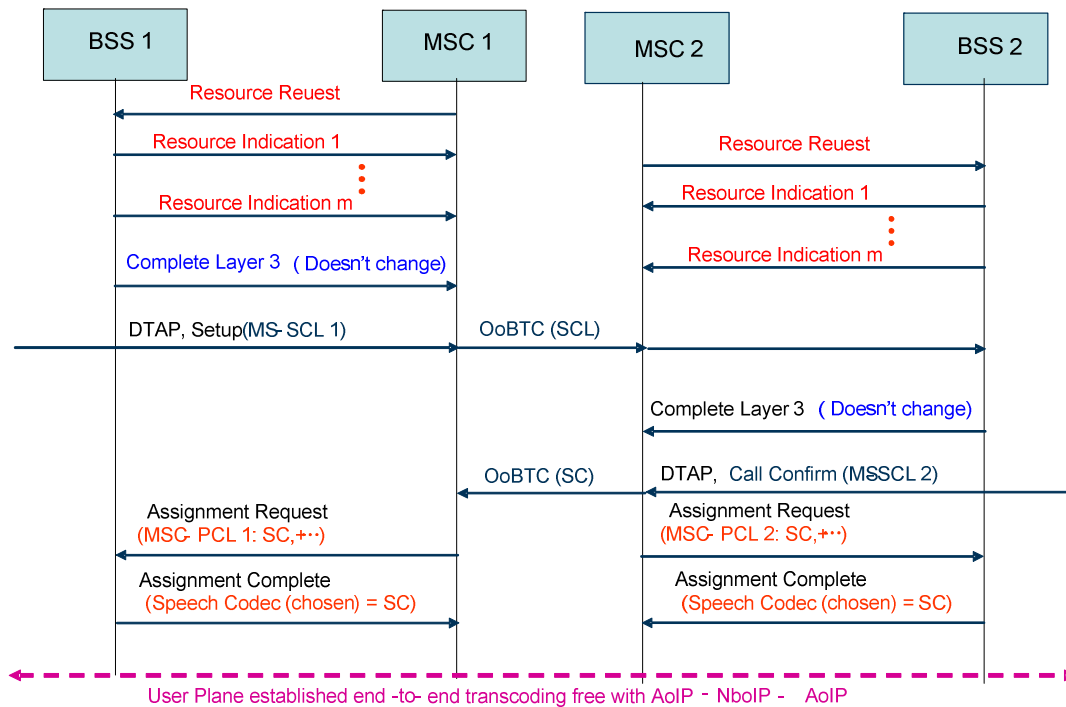 BSS 1
MSC 1
MSC 2
BSS 2
Resource Reuest
Resource Indication 1
Resource Reuest
Resource Indication 1
Resource Indication m
Resource Indication m
Complete Layer 3 ( Doesn't change)
DTAP, Setup(MS- SCL 1)
OoBTC (SCL)
Complete Layer 3 ( Doesn't change)
OoBTC (SC)
DTAP, Call Confirm (MS-SCL 2)
Assignment Request
(MSC- PCL 1: SC,+···)
Assignment Request
(MSC- PCL 2: SC,+···)
Assignment Complete
(Speech Codec (chosen) = SC)
Assignment Complete
(Speech Codec (chosen) = SC)
User Plane established end -to- end transcoding free with AoIP - NboIP - AoIP